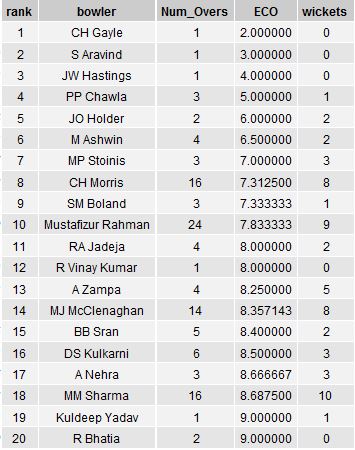 rank bowler Num_Overs ECO wickets
1 CH Gayle 1 2.000000 0
2 S Aravind 1 3.000000 0
3 JW Hastings 1 4.000000 0
4 PP Chawla 3 5.000000 1
5 JO Holder 2 6.000000 2
6 M Ashwin 4 6.500000 2
7 MP Stoinis 3 7.000000 3
8 CH Morris 16 7.312500 8
9 SM Boland 3 7.333333 1
10 Mustafizur Rahman 24 7.833333 9
11 RA Jadeja 4 8.000000 2
12 R Vinay Kumar 1 8.000000 0
13 A Zampa 4 8.250000 5
14 MJ McClenaghan 14 8.357143 8
15 BB Sran 5 8.400000 2
16 DS Kulkarni 6 8.500000 3
17 A Nehra 3 8.666667 3
18 MM Sharma 16 8.687500 10
19 Kuldeep Yadav 1 9.000000 1
20 R Bhatia 2 9.000000 0